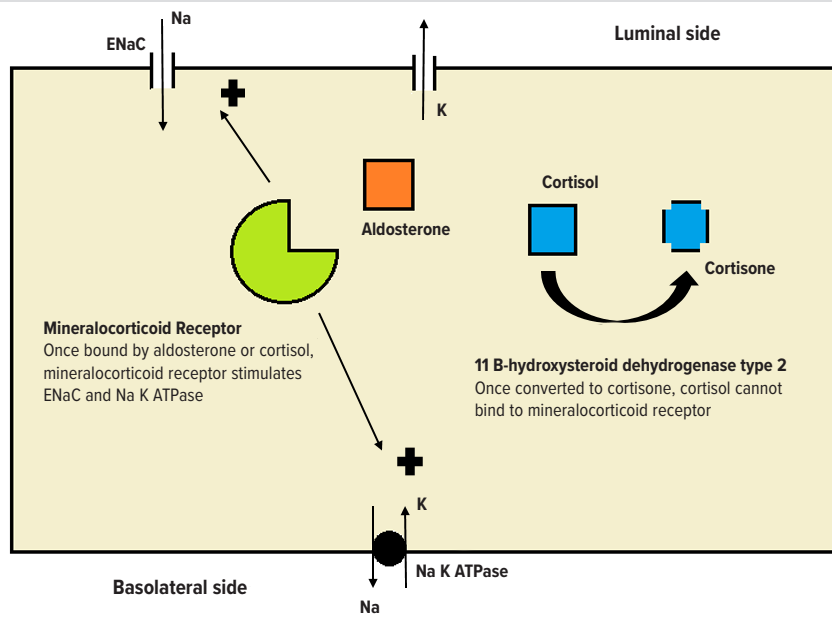 Na
ENaC
Luminal side
K
Cortisol
Aldosterone
Cortisone
Mineralocorticoid Receptor
Once bound by aldosterone or cortisol,
mineralocorticoid receptor stimulates
ENaC and Na K ATPase
11 B-hydroxysteroid dehydrogenase type 2
Once converted to cortisone, cortisol cannot
bind to mineralocorticoid receptor
K
Na K ATPase
Basolateral side
Na